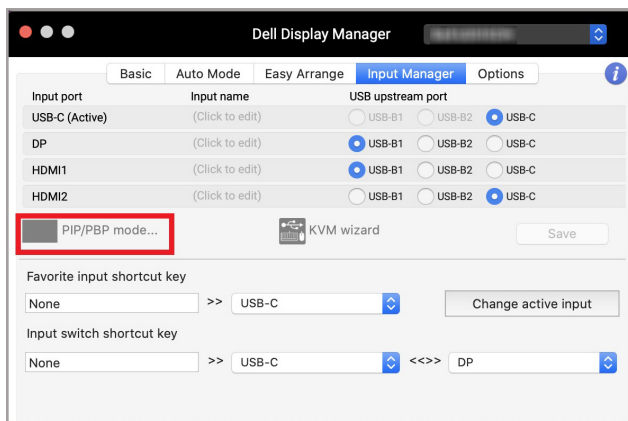 Dell Display Manager
Basic Auto Mode Easy Arrange Input Manager Options i
Input port Input name USB upstream port
USB-C (Active) (Click to edit) USB-B1 USB-B2 USB-C
DP (Click to edit) USB-B1 USB-B2 USB-C
HDMI1 (Click to edit) USB-B1 USB-B2 USB-C
HDMI2 (Click to edit) USB-B1 USB-B2 USB-C
PIP/PBP mode... KVM wizard Save
Favorite input shortcut key
None >> USB-C Change active input
Input switch shortcut key
None >> USB-C <<>> DP